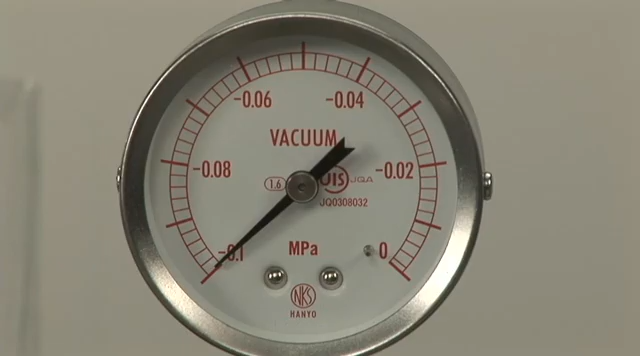 -0.06 -0.04
VACUUM
-0.08 -0.02
1.6 JIS JQA
JQ0308032
-0.1 MPa 0
NKS
HANYO